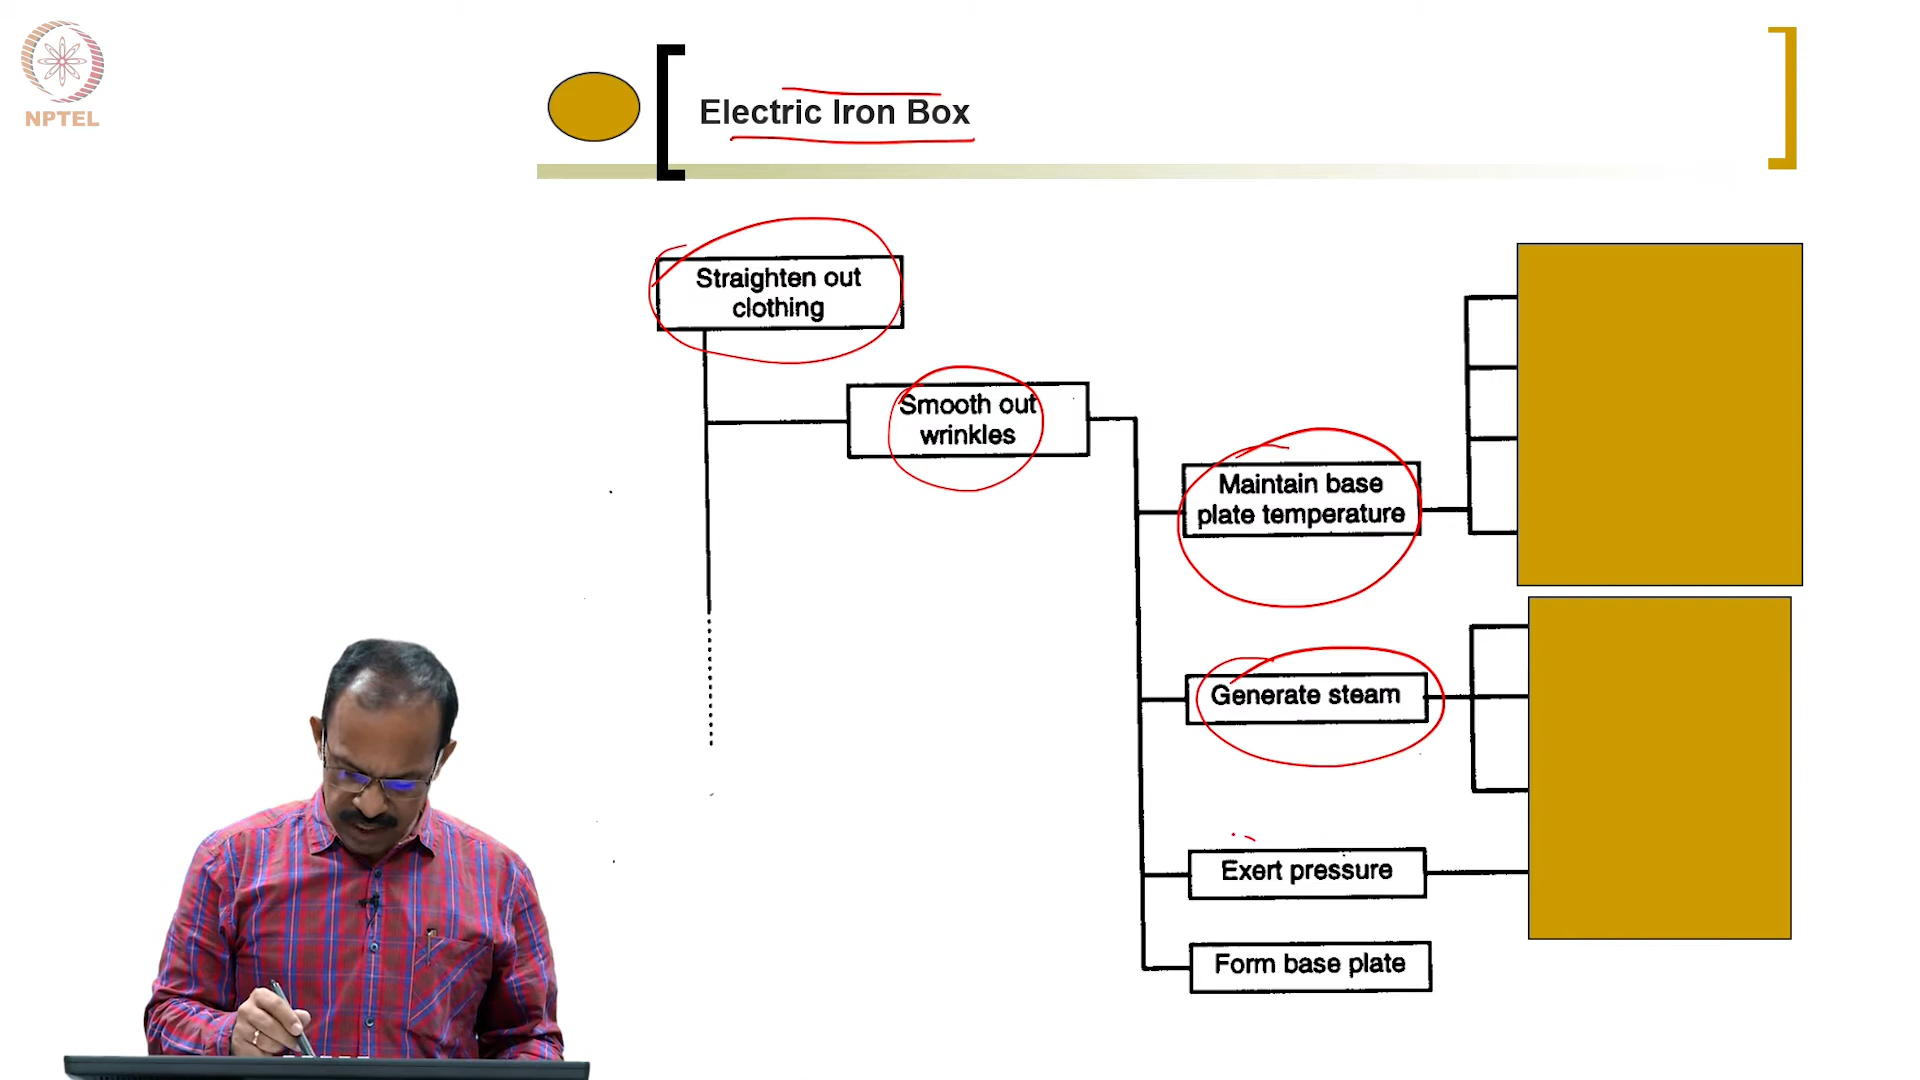 NPTEL
Electric Iron Box
Straighten out
clothing
Smooth out
wrinkles
Maintain base
plate temperature
Generate steam
Exert pressure
Form base plate